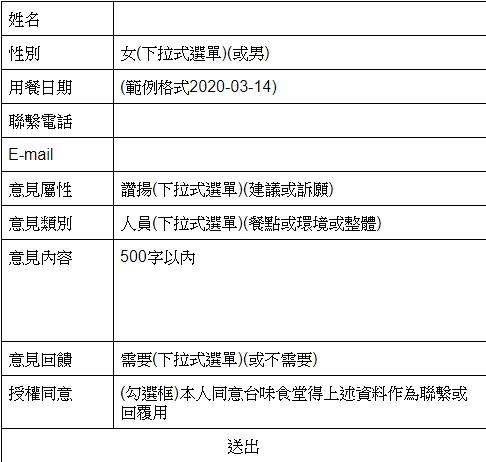 姓名
性別 女(下拉式選單)(或男)
用餐日期 (範例格式2020-03-14)
聯繫電話
E-mail
意見屬性 讚揚(下拉式選單)(建議或訴願)
意見類別 人員(下拉式選單)(餐點或環境或整體)
意見內容 500字以內
意見回饋 需要(下拉式選單)(或不需要)
授權同意 (勾選框)本人同意台味食堂得上述資料作為聯繫或
回覆用
送出